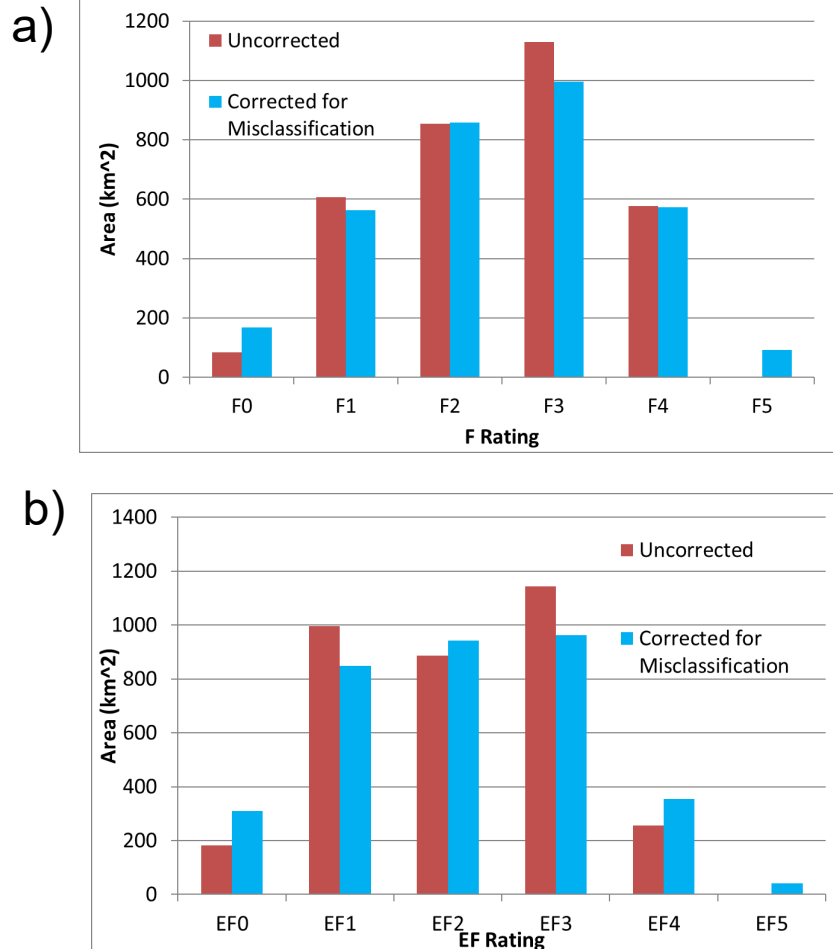 a)
1200
1000
800
600
400
200
0
Area (km^2)
Uncorrected
Corrected for
Misclassification
F0 F1 F2 F3 F4 F5
F Rating
b)
1400
1200
1000
800
600
400
200
0
Area (km^2)
Uncorrected
Corrected for
Misclassification
EF0 EF1 EF2 EF3 EF4 EF5
EF Rating